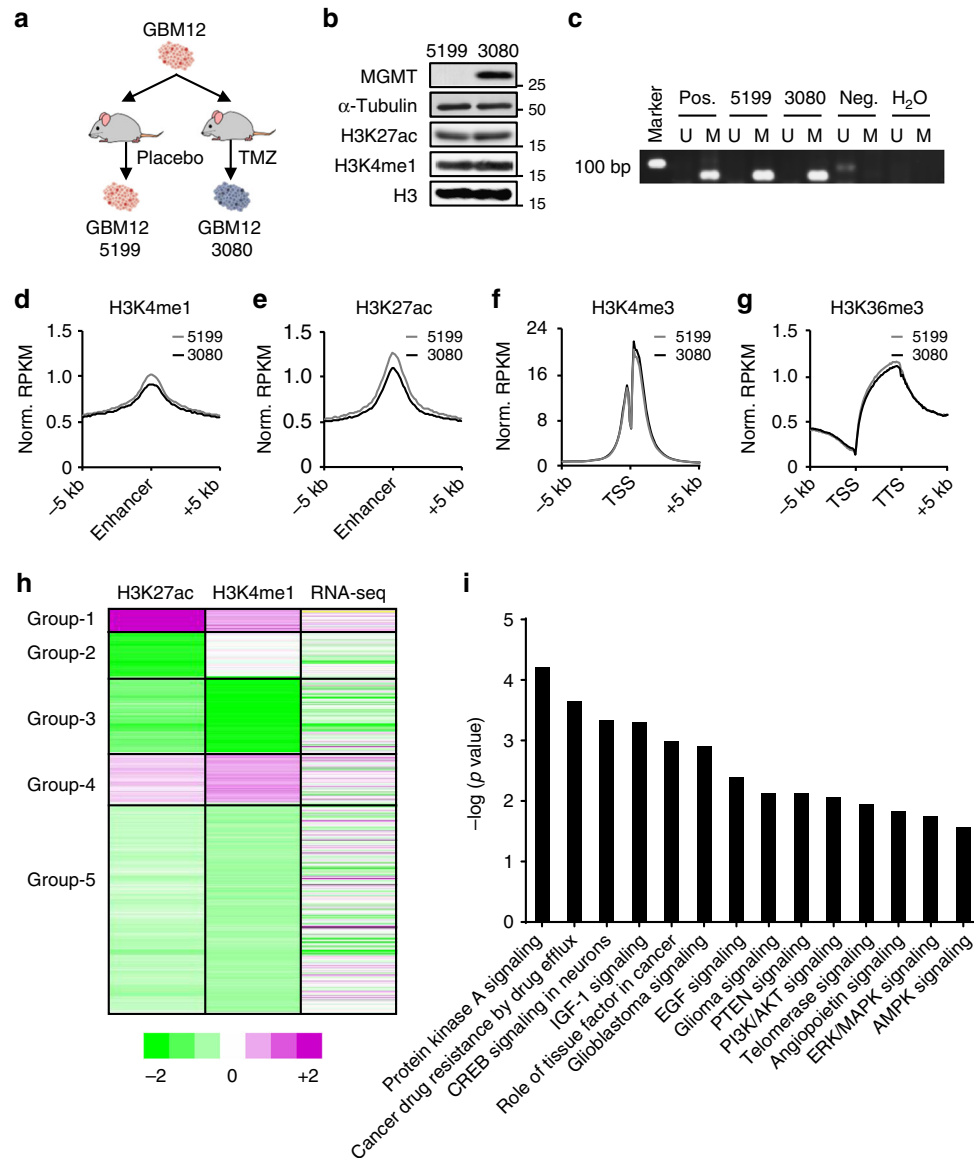 a
GBM12
Placebo
TMZ
GBM12
5199
GBM12
3080
b
5199 3080
MGMT
25
α-Tubulin
50
H3K27ac
15
H3K4me1
15
H3
15
c
Marker
Pos. 5199 3080 Neg. H₂O
U M U M U M U M U M
100 bp
d
H3K4me1
Norm. RPKM
1.5
1.0
0.5
0
5199
3080
–5 kb
Enhancer
+5 kb
e
H3K27ac
Norm. RPKM
1.5
1.0
0.5
0
5199
3080
–5 kb
Enhancer
+5 kb
f
H3K4me3
Norm. RPKM
24
16
8
0
5199
3080
–5 kb
TSS
+5 kb
g
H3K36me3
Norm. RPKM
1.5
1.0
0.5
0
5199
3080
–5 kb
TSS
TTS
+5 kb
h
H3K27ac H3K4me1 RNA-seq
Group-1
Group-2
Group-3
Group-4
Group-5
–2 0 +2
i
–log (p value)
5
4
3
2
1
0
Protein kinase A signaling
Cancer drug resistance by drug efflux
CREB signaling in neurons
IGF-1 signaling
Role of tissue factor in cancer
Glioblastoma signaling
EGF signaling
Glioma signaling
PTEN signaling
PI3K/AKT signaling
Telomerase signaling
Angiopoietin signaling
ERK/MAPK signaling
AMPK signaling